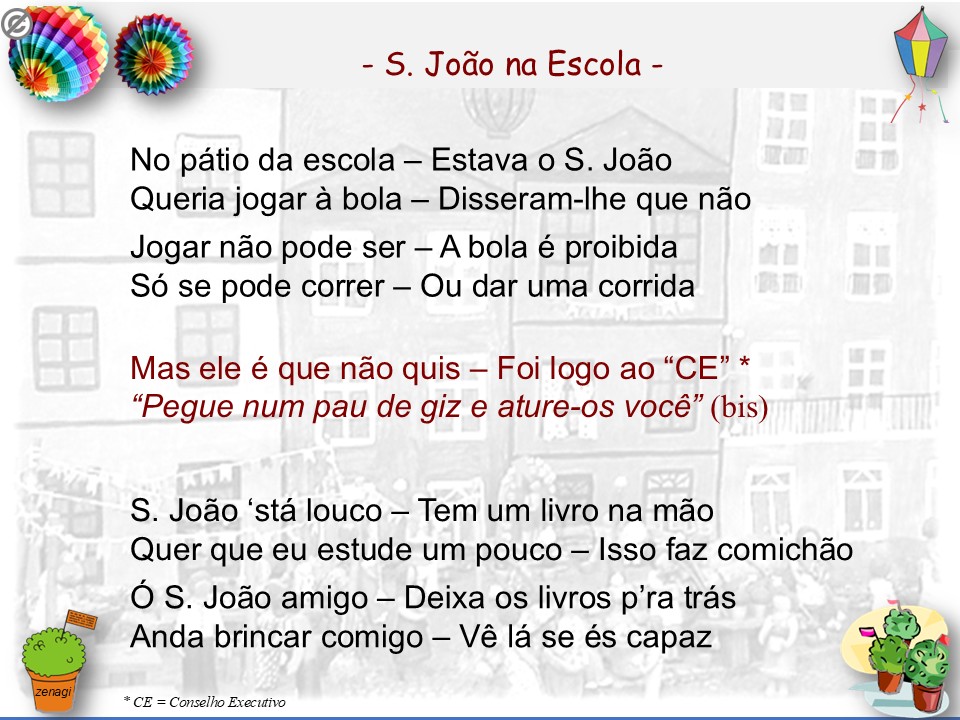 - S. João na Escola -
No pátio da escola – Estava o S. João
Queria jogar à bola – Disseram-lhe que não
Jogar não pode ser – A bola é proibida
Só se pode correr – Ou dar uma corrida
Mas ele é que não quis – Foi logo ao “CE” *
“Pegue num pau de giz e ature-os você” (bis)
S. João ‘stá louco – Tem um livro na mão
Quer que eu estude um pouco – Isso faz comichão
Ó S. João amigo – Deixa os livros p’ra trás
Anda brincar comigo – Vê lá se és capaz
zenagi
* CE = Conselho Executivo